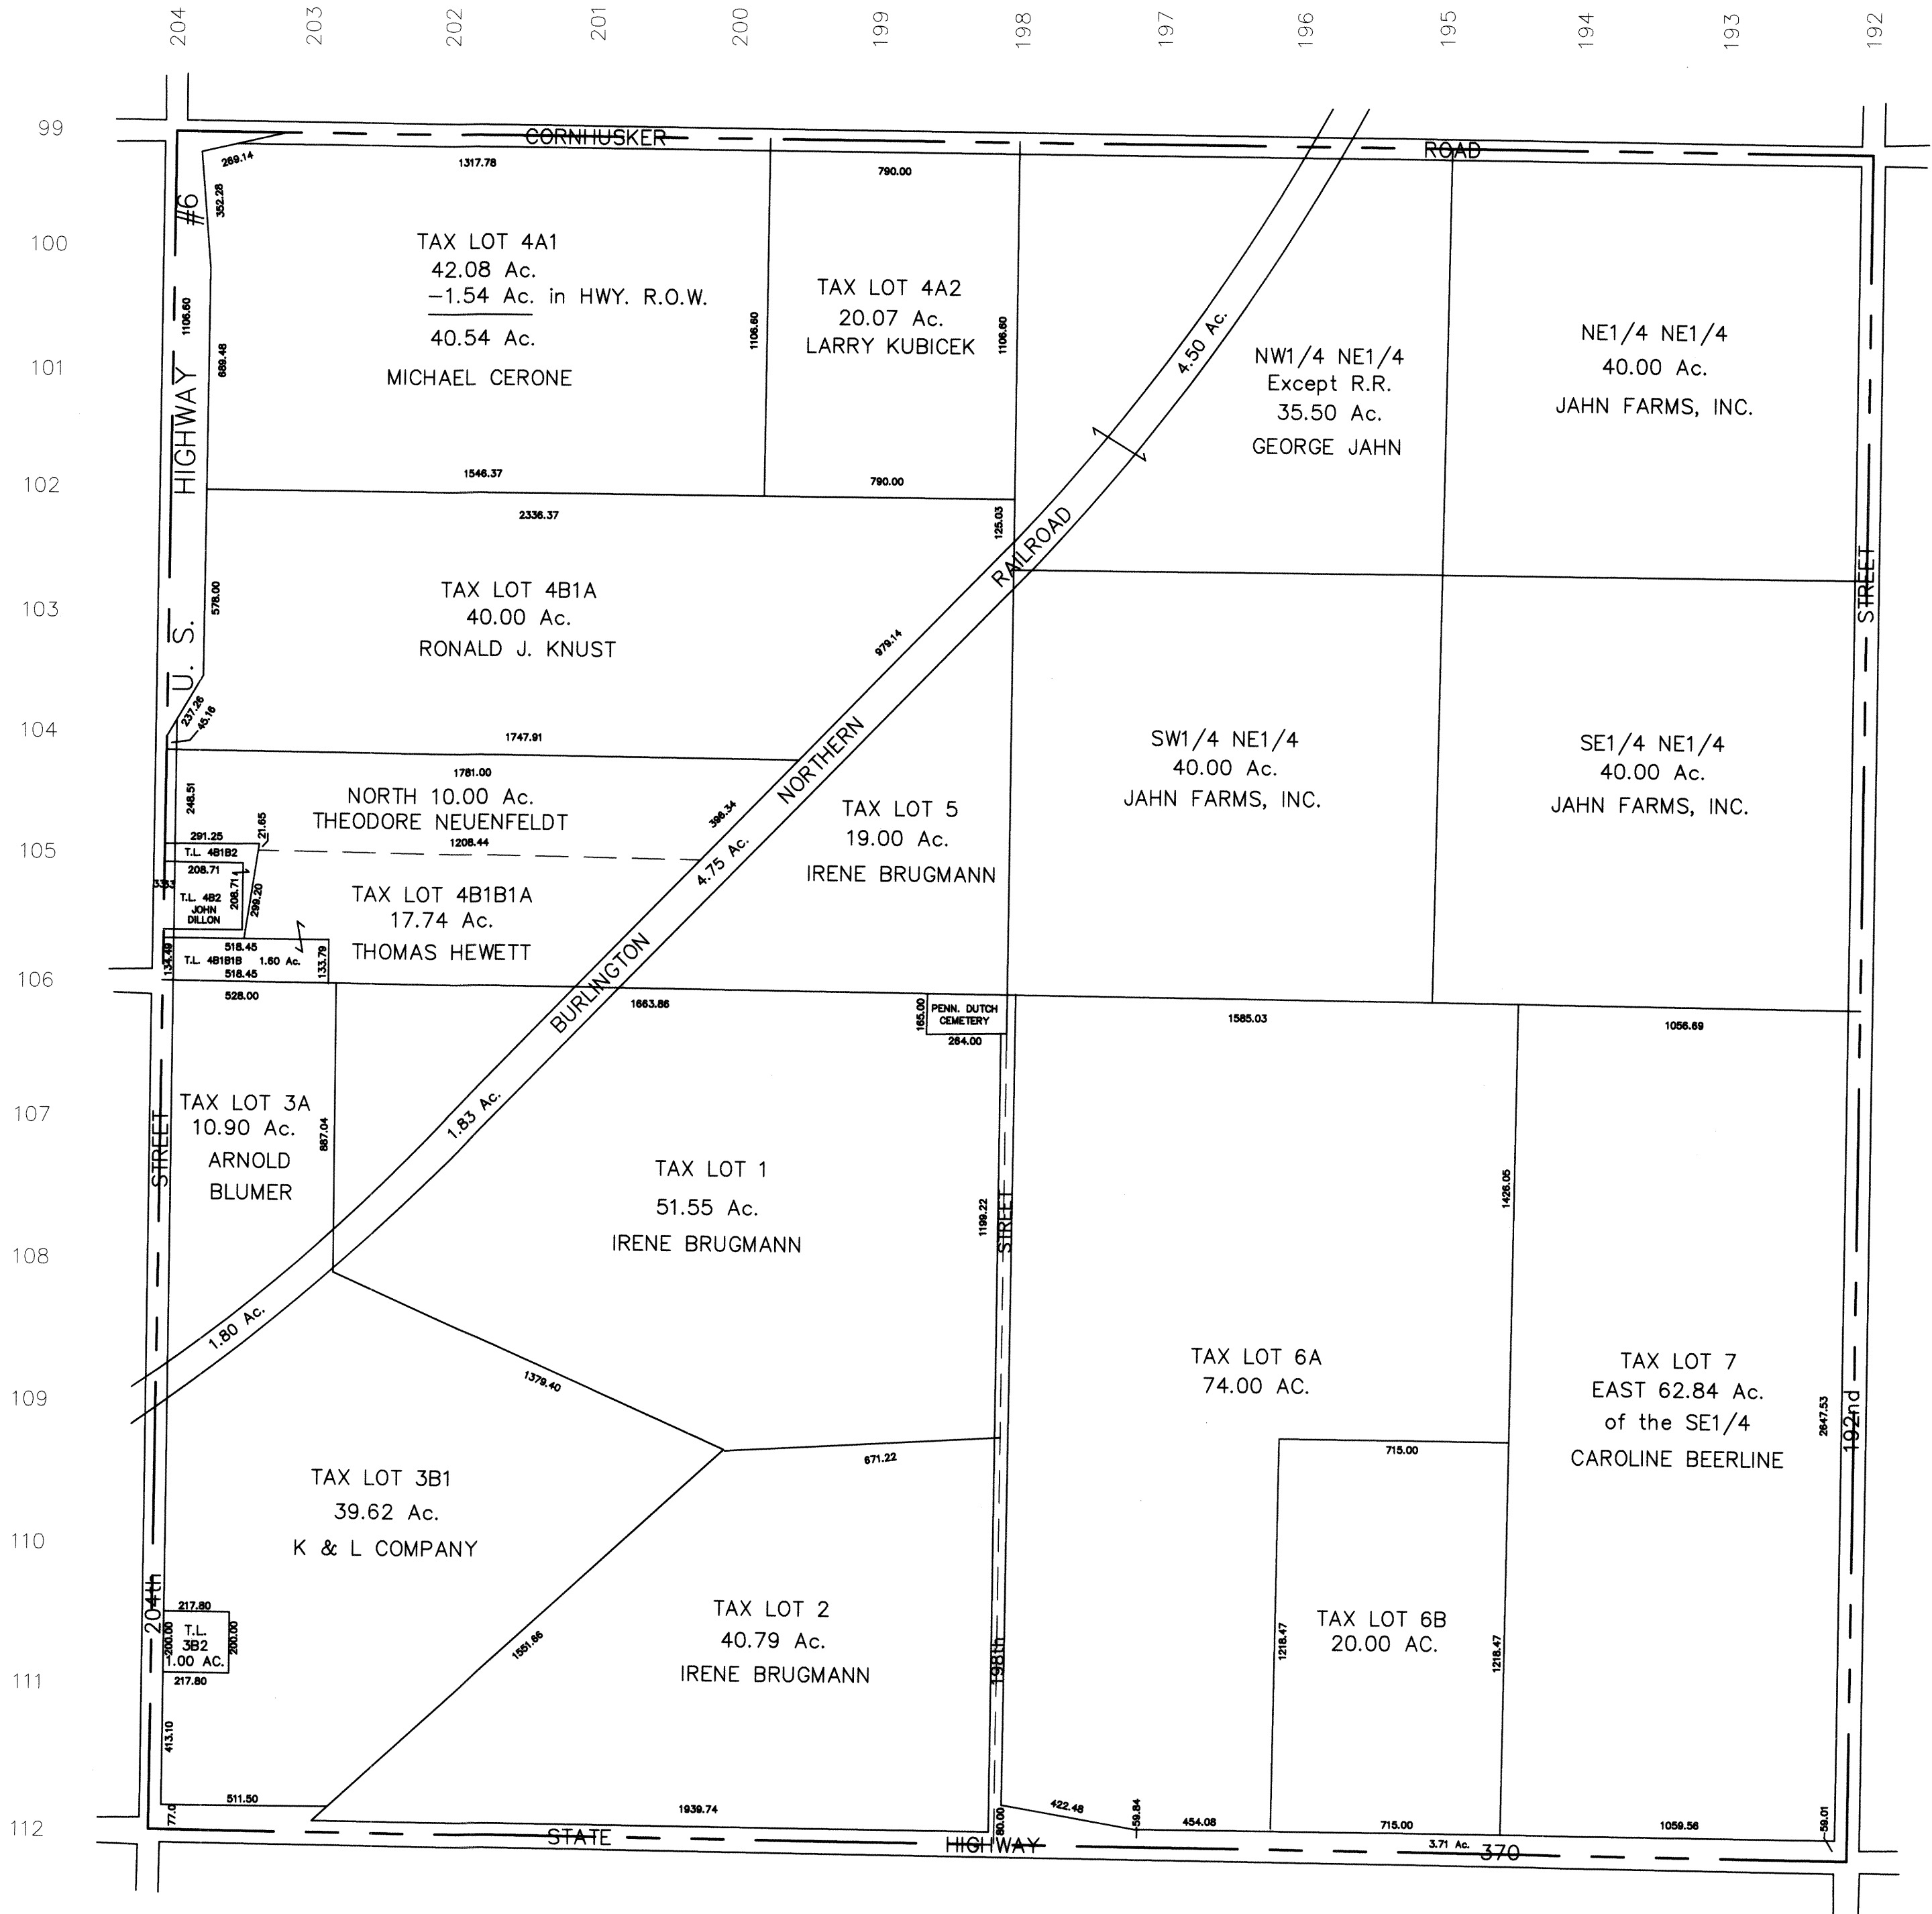 204
203
202
201
200
199
198
197
196
195
194
193
192
99
100
101
102
103
104
105
106
107
108
109
110
111
112
CORNHUSKER
ROAD
269.14
1317.78
790.00
352.28
#6
HIGHWAY
U. S.
1106.60
689.48
TAX LOT 4A1
42.08 Ac.
-1.54 Ac. in HWY. R.O.W.
40.54 Ac.
MICHAEL CERONE
1106.60
TAX LOT 4A2
20.07 Ac.
LARRY KUBICEK
1106.60
4.50 Ac.
NW1/4 NE1/4
Except R.R.
35.50 Ac.
GEORGE JAHN
NE1/4 NE1/4
40.00 Ac.
JAHN FARMS, INC.
1546.37
790.00
2336.37
125.03
RAILROAD
578.00
TAX LOT 4B1A
40.00 Ac.
RONALD J. KNUST
979.14
STREET
237.26
45.16
1747.91
NORTHERN
SW1/4 NE1/4
40.00 Ac.
JAHN FARMS, INC.
SE1/4 NE1/4
40.00 Ac.
JAHN FARMS, INC.
1781.00
248.51
NORTH 10.00 Ac.
THEODORE NEUENFELDT
1208.44
396.34
4.75 Ac.
TAX LOT 5
19.00 Ac.
IRENE BRUGMANN
291.25
21.65
T.L. 4B1B2
208.71
208.71
299.20
T.L. 4B2
JOHN
DILLON
TAX LOT 4B1B1A
17.74 Ac.
THOMAS HEWETT
BURLINGTON
134.49
518.45
T.L. 4B1B1B 1.60 Ac.
518.45
133.79
528.00
1663.86
165.00
PENN. DUTCH
CEMETERY
264.00
1585.03
1056.69
TAX LOT 3A
10.90 Ac.
ARNOLD
BLUMER
STREET
887.04
1.83 Ac.
TAX LOT 1
51.55 Ac.
IRENE BRUGMANN
1199.22
STREET
1426.05
1.80 Ac.
1379.40
671.22
TAX LOT 6A
74.00 AC.
715.00
TAX LOT 7
EAST 62.84 Ac.
of the SE1/4
CAROLINE BEERLINE
2647.53
192nd
TAX LOT 3B1
39.62 Ac.
K & L COMPANY
204th
217.80
200.00
T.L.
3B2
1.00 AC.
200.00
217.80
1551.66
TAX LOT 2
40.79 Ac.
IRENE BRUGMANN
198th
1218.47
TAX LOT 6B
20.00 AC.
1218.47
413.10
511.50
77.0
1939.74
80.00
422.48
59.84
454.08
715.00
1059.56
59.01
STATE
HIGHWAY
3.71 Ac.
370